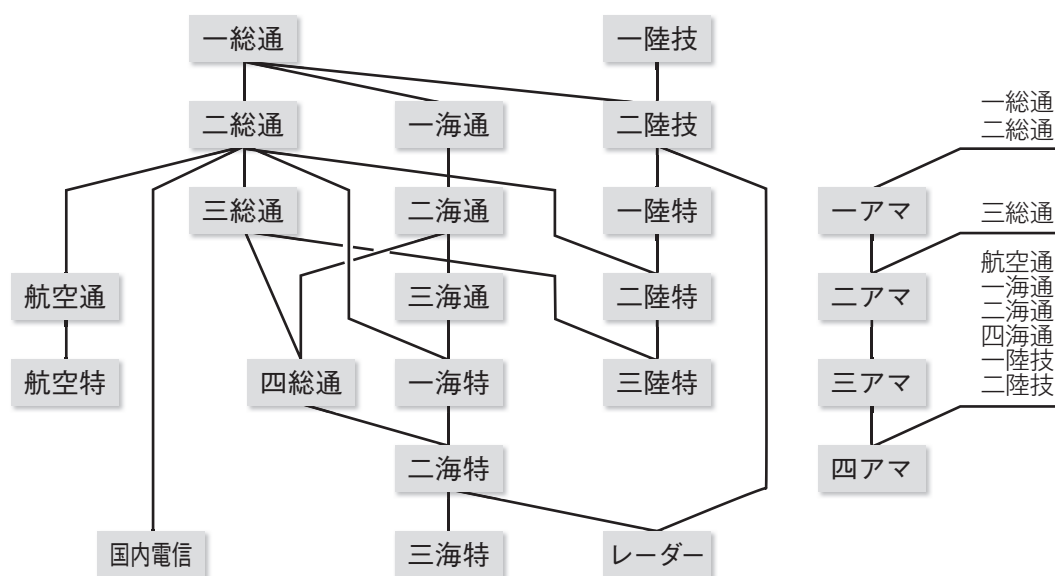 一総通
一陸技
二総通
一海通
二陸技
三総通
二海通
一陸特
航空通
三海通
二陸特
航空特
四総通
一海特
三陸特
二海特
国内電信
三海特
レーダー
一総通
二総通
一アマ
三総通
二アマ
航空通
一海通
二海通
四海通
一陸技
二陸技
三アマ
四アマ